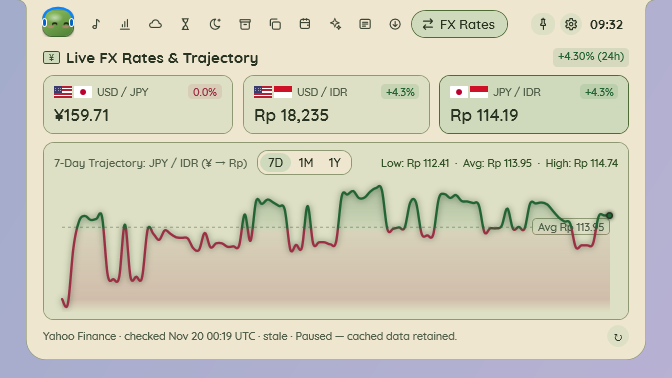 FX Rates
09:32
¥ Live FX Rates & Trajectory
+4.30% (24h)
USD / JPY 0.0%
¥159.71
USD / IDR +4.3%
Rp 18,235
JPY / IDR +4.3%
Rp 114.19
7-Day Trajectory: JPY / IDR (¥ → Rp) 7D 1M 1Y Low: Rp 112.41 · Avg: Rp 113.95 · High: Rp 114.74
Avg Rp 113.95
Yahoo Finance · checked Nov 20 00:19 UTC · stale · Paused — cached data retained.